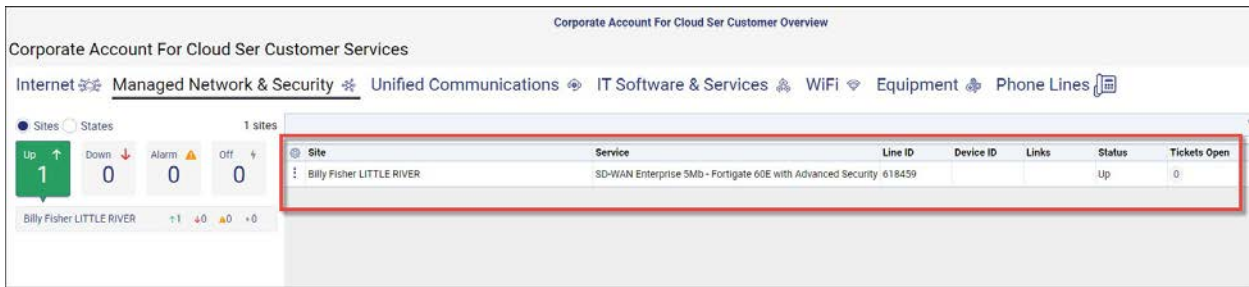 Corporate Account For Cloud Ser Customer Overview
Corporate Account For Cloud Ser Customer Services
Internet Managed Network & Security Unified Communications IT Software & Services WiFi Equipment Phone Lines
Sites States 1 sites
Up Down Alarm Off
1 0 0 0
Billy Fisher LITTLE RIVER 1 0 0 0
Site Service Line ID Device ID Links Status Tickets Open
Billy Fisher LITTLE RIVER SD-WAN Enterprise 5Mb - Fortigate 60E with Advanced Security 618459 Up 0